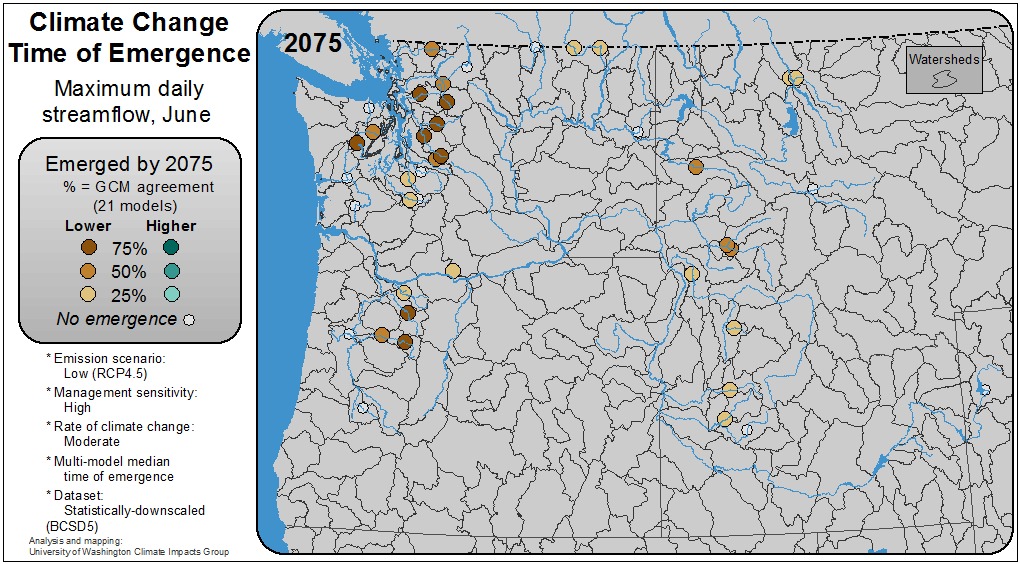 Climate Change
Time of Emergence
Maximum daily
streamflow, June
Emerged by 2075
% = GCM agreement
(21 models)
Lower Higher
75%
50%
25%
No emergence
* Emission scenario:
Low (RCP4.5)
* Management sensitivity:
High
* Rate of climate change:
Moderate
* Multi-model median
time of emergence
* Dataset:
Statistically-downscaled
(BCSD5)
Analysis and mapping:
University of Washington Climate Impacts Group
2075
Watersheds